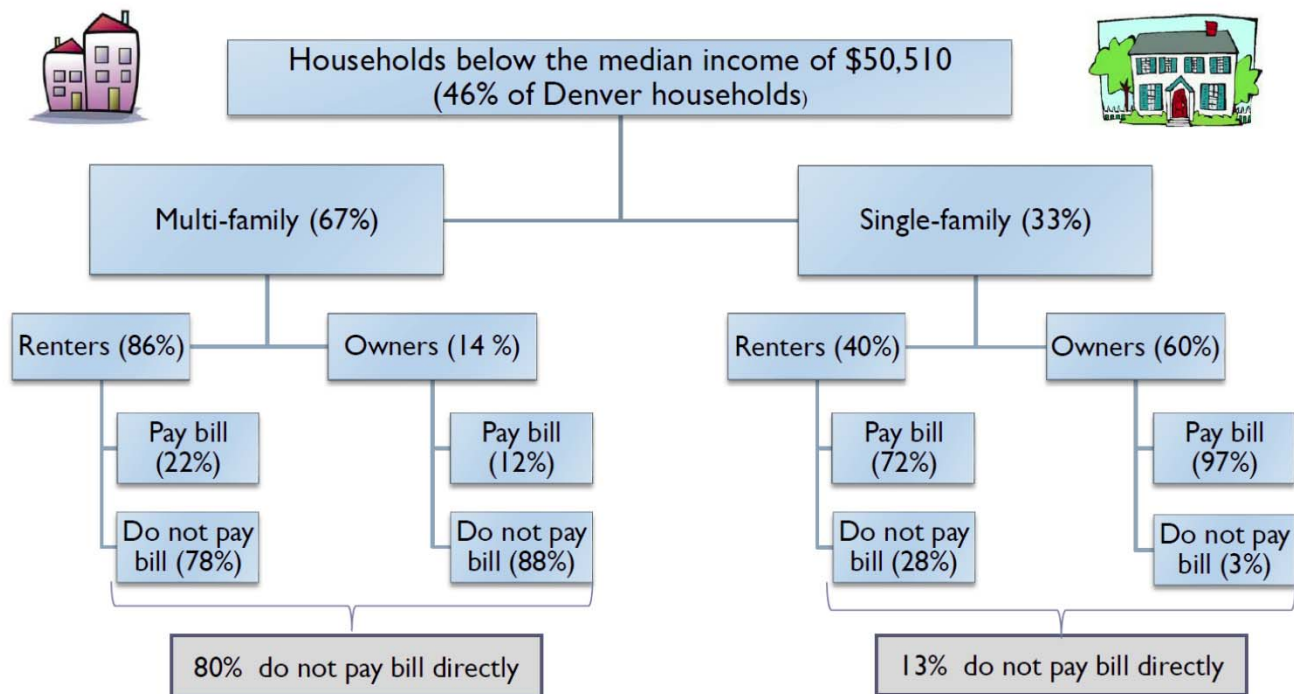 Households below the median income of $50,510
(46% of Denver households)
Multi-family (67%)
Single-family (33%)
Renters (86%)
Owners (14 %)
Renters (40%)
Owners (60%)
Pay bill
(22%)
Pay bill
(12%)
Pay bill
(72%)
Pay bill
(97%)
Do not pay
bill (78%)
Do not pay
bill (88%)
Do not pay
bill (28%)
Do not pay
bill (3%)
80% do not pay bill directly
13% do not pay bill directly